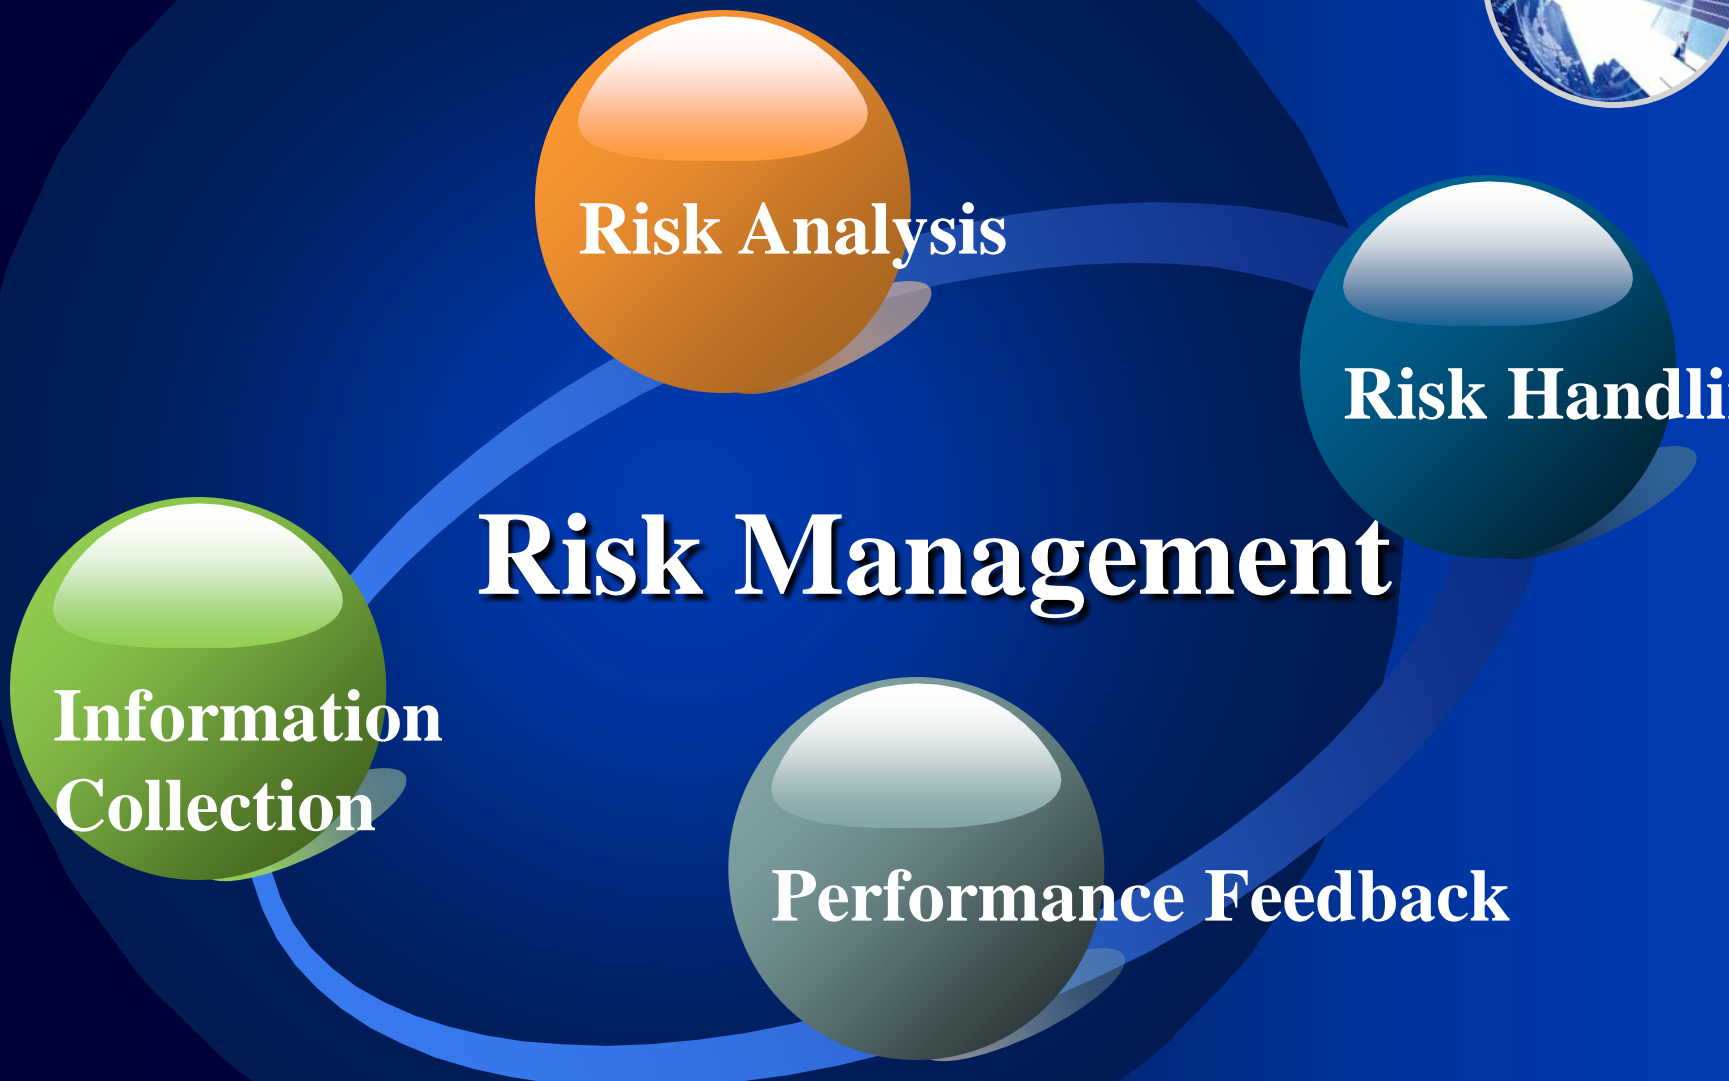 Risk Analysis
Risk Handli
Risk Management
Information
Collection
Performance Feedback